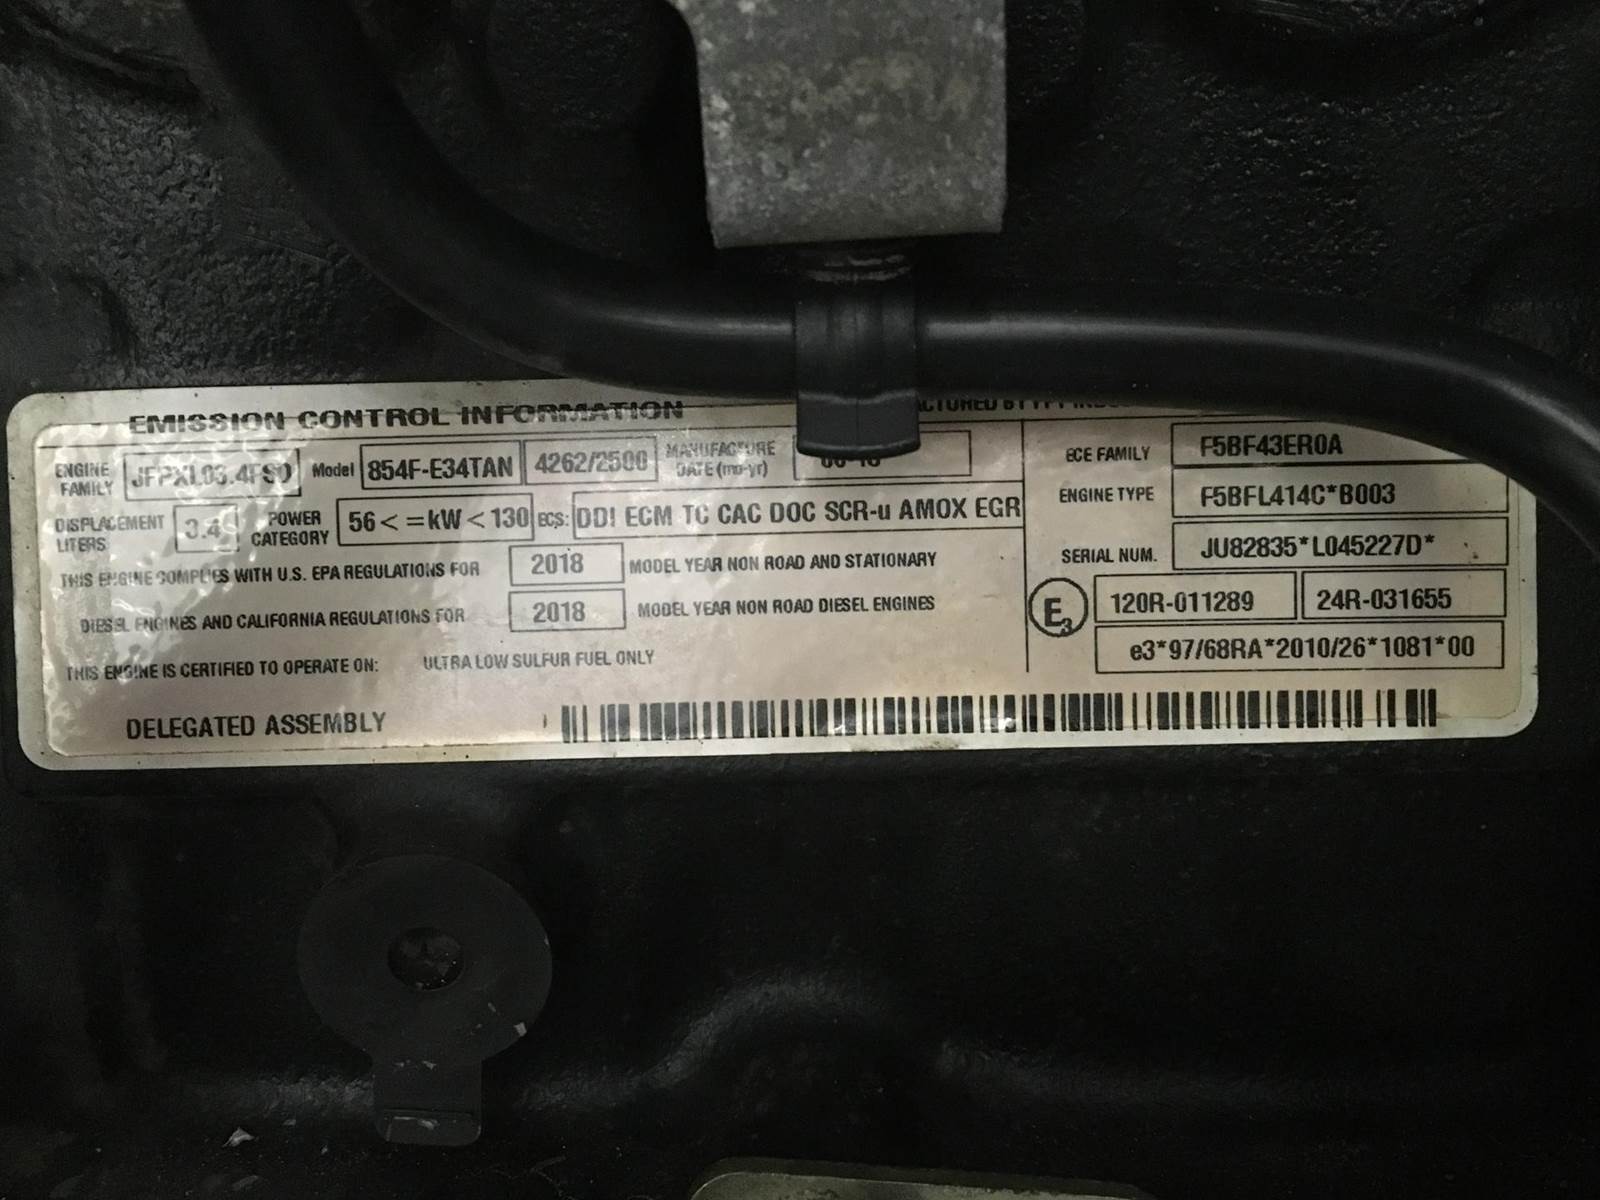 EMISSION CONTROL INFORMATION
ENGINE FAMILY Model 854F-E34TAN 4262/2500 MANUFACTURE DATE (mo-yr)
DISPLACEMENT LITERS 3.4 POWER CATEGORY 56 < = kW < 130 ECS: DDI ECM TC CAC DOC SCR-u AMOX EGR
THIS ENGINE COMPLIES WITH U.S. EPA REGULATIONS FOR 2018 MODEL YEAR NON ROAD AND STATIONARY
DIESEL ENGINES AND CALIFORNIA REGULATIONS FOR 2018 MODEL YEAR NON ROAD DIESEL ENGINES
THIS ENGINE IS CERTIFIED TO OPERATE ON: ULTRA LOW SULFUR FUEL ONLY
DELEGATED ASSEMBLY
ECE FAMILY F5BF43ER0A
ENGINE TYPE F5BFL414C*B003
SERIAL NUM. JU82835*L045227D*
E3 120R-011289 24R-031655
e3*97/68RA*2010/26*1081*00